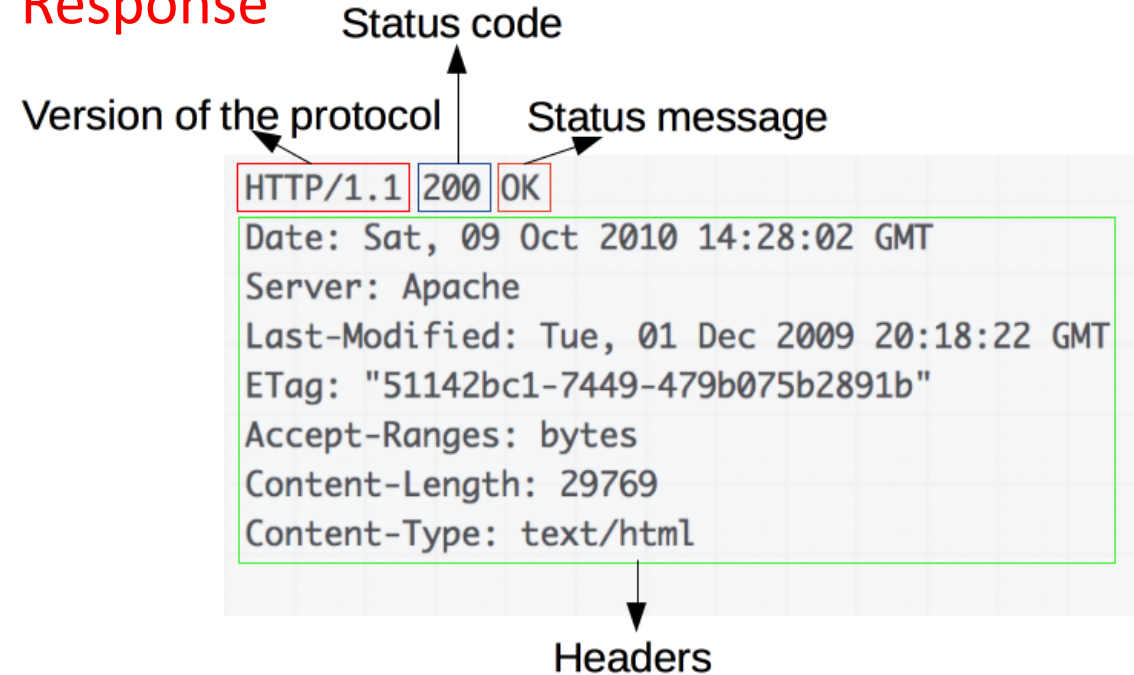 Response
Status code
Version of the protocol
Status message
HTTP/1.1 200 OK
Date: Sat, 09 Oct 2010 14:28:02 GMT
Server: Apache
Last-Modified: Tue, 01 Dec 2009 20:18:22 GMT
ETag: "51142bc1-7449-479b075b2891b"
Accept-Ranges: bytes
Content-Length: 29769
Content-Type: text/html
Headers